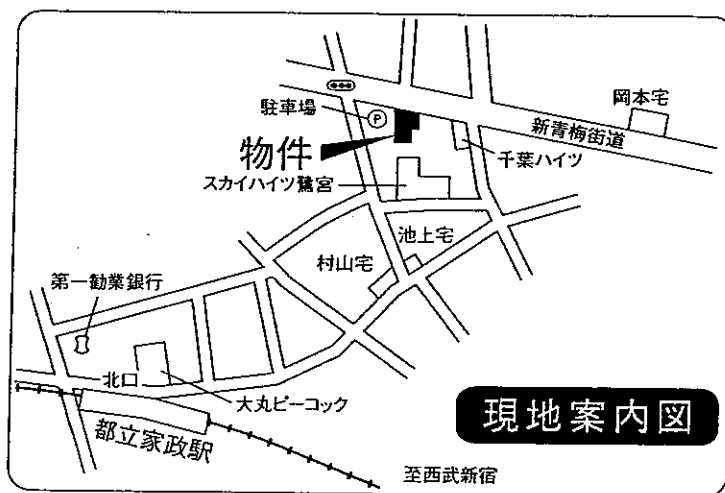 岡本宅
駐車場
P
新青梅街道
物件
千葉ハイツ
スカイハイツ鷺宮
池上宅
村山宅
第一勧業銀行
北口
大丸ピーコック
現地案内図
都立家政駅
至西武新宿